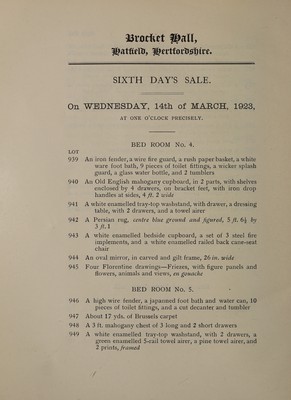 Brocket Hall,
Hatfield, Hertfordshire.
SIXTH DAY'S SALE.
On WEDNESDAY, 14th of MARCH, 1923,
AT ONE O'CLOCK PRECISELY.
BED ROOM No. 4.
LOT
939 An iron fender, a wire fire guard, a rush paper basket, a white
ware foot bath, 9 pieces of toilet fittings, a wicker splash
guard, a glass water bottle, and 2 tumblers
940 An Old English mahogany cupboard, in 2 parts, with shelves
enclosed by 4 drawers, on bracket feet, with iron drop
handles at sides, 4 ft. 2 wide
941 A white enamelled tray-top washstand, with drawer, a dressing
table, with 2 drawers, and a towel airer
942 A Persian rug, centre blue ground and figured, 5 ft. 6½ by
3 ft. 1
943 A white enamelled bedside cupboard, a set of 3 steel fire
implements, and a white enamelled railed back cane-seat
chair
944 An oval mirror, in carved and gilt frame, 26 in. wide
945 Four Florentine drawings—Friezes, with figure panels and
flowers, animals and views, en gouache
BED ROOM No. 5.
946 A high wire fender, a japanned foot bath and water can, 10
pieces of toilet fittings, and a cut decanter and tumbler
947 About 17 yds. of Brussels carpet
948 A 3 ft. mahogany chest of 3 long and 2 short drawers
949 A white enamelled tray-top washstand, with 2 drawers, a
green enamelled 5-rail towel airer, a pine towel airer, and
2 prints, framed